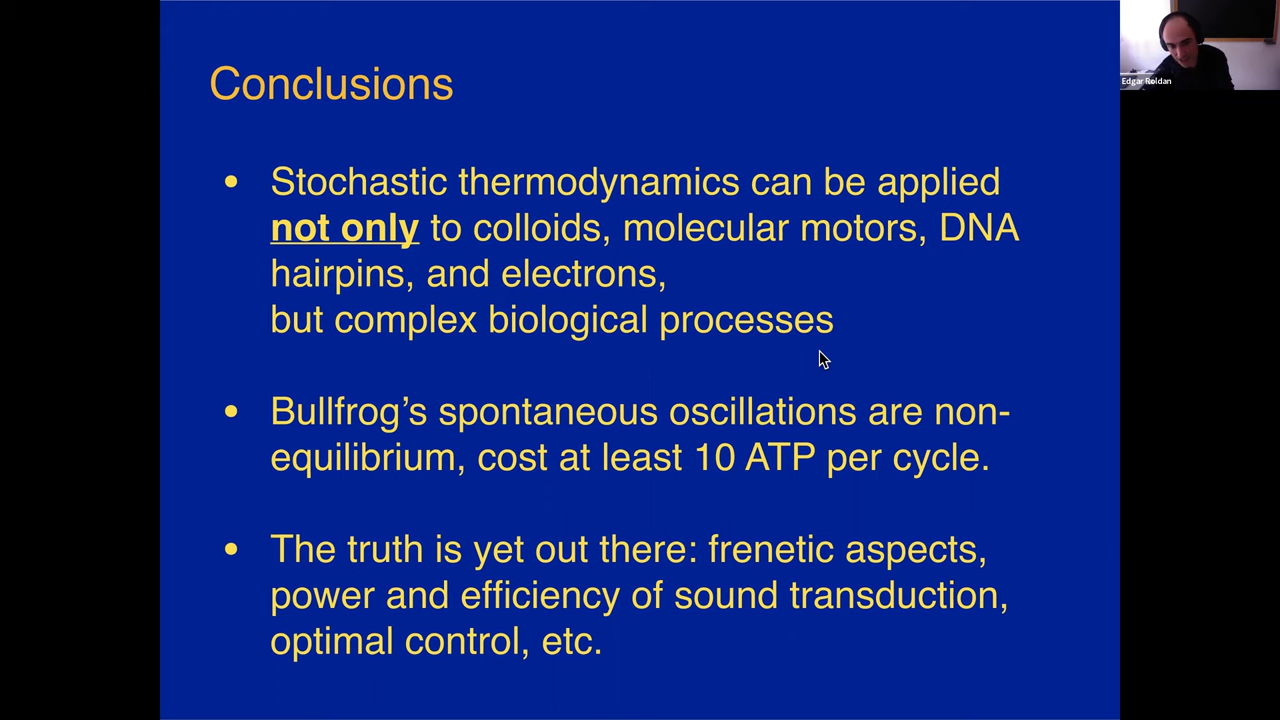 Conclusions
• Stochastic thermodynamics can be applied
not only to colloids, molecular motors, DNA
hairpins, and electrons,
but complex biological processes
• Bullfrog’s spontaneous oscillations are non-
equilibrium, cost at least 10 ATP per cycle.
• The truth is yet out there: frenetic aspects,
power and efficiency of sound transduction,
optimal control, etc.
Edgar Roldan